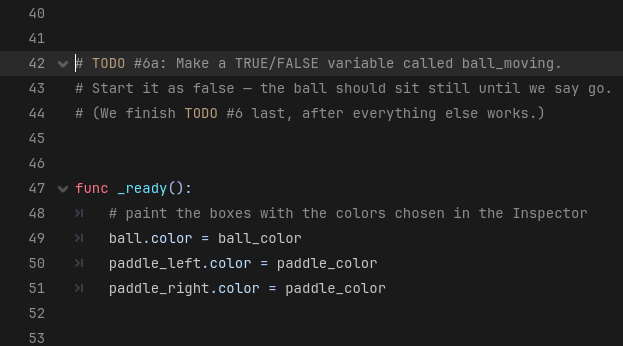 40
41
42 # TODO #6a: Make a TRUE/FALSE variable called ball_moving.
43 # Start it as false — the ball should sit still until we say go.
44 # (We finish TODO #6 last, after everything else works.)
45
46
47 func _ready():
48 # paint the boxes with the colors chosen in the Inspector
49 ball.color = ball_color
50 paddle_left.color = paddle_color
51 paddle_right.color = paddle_color
52
53